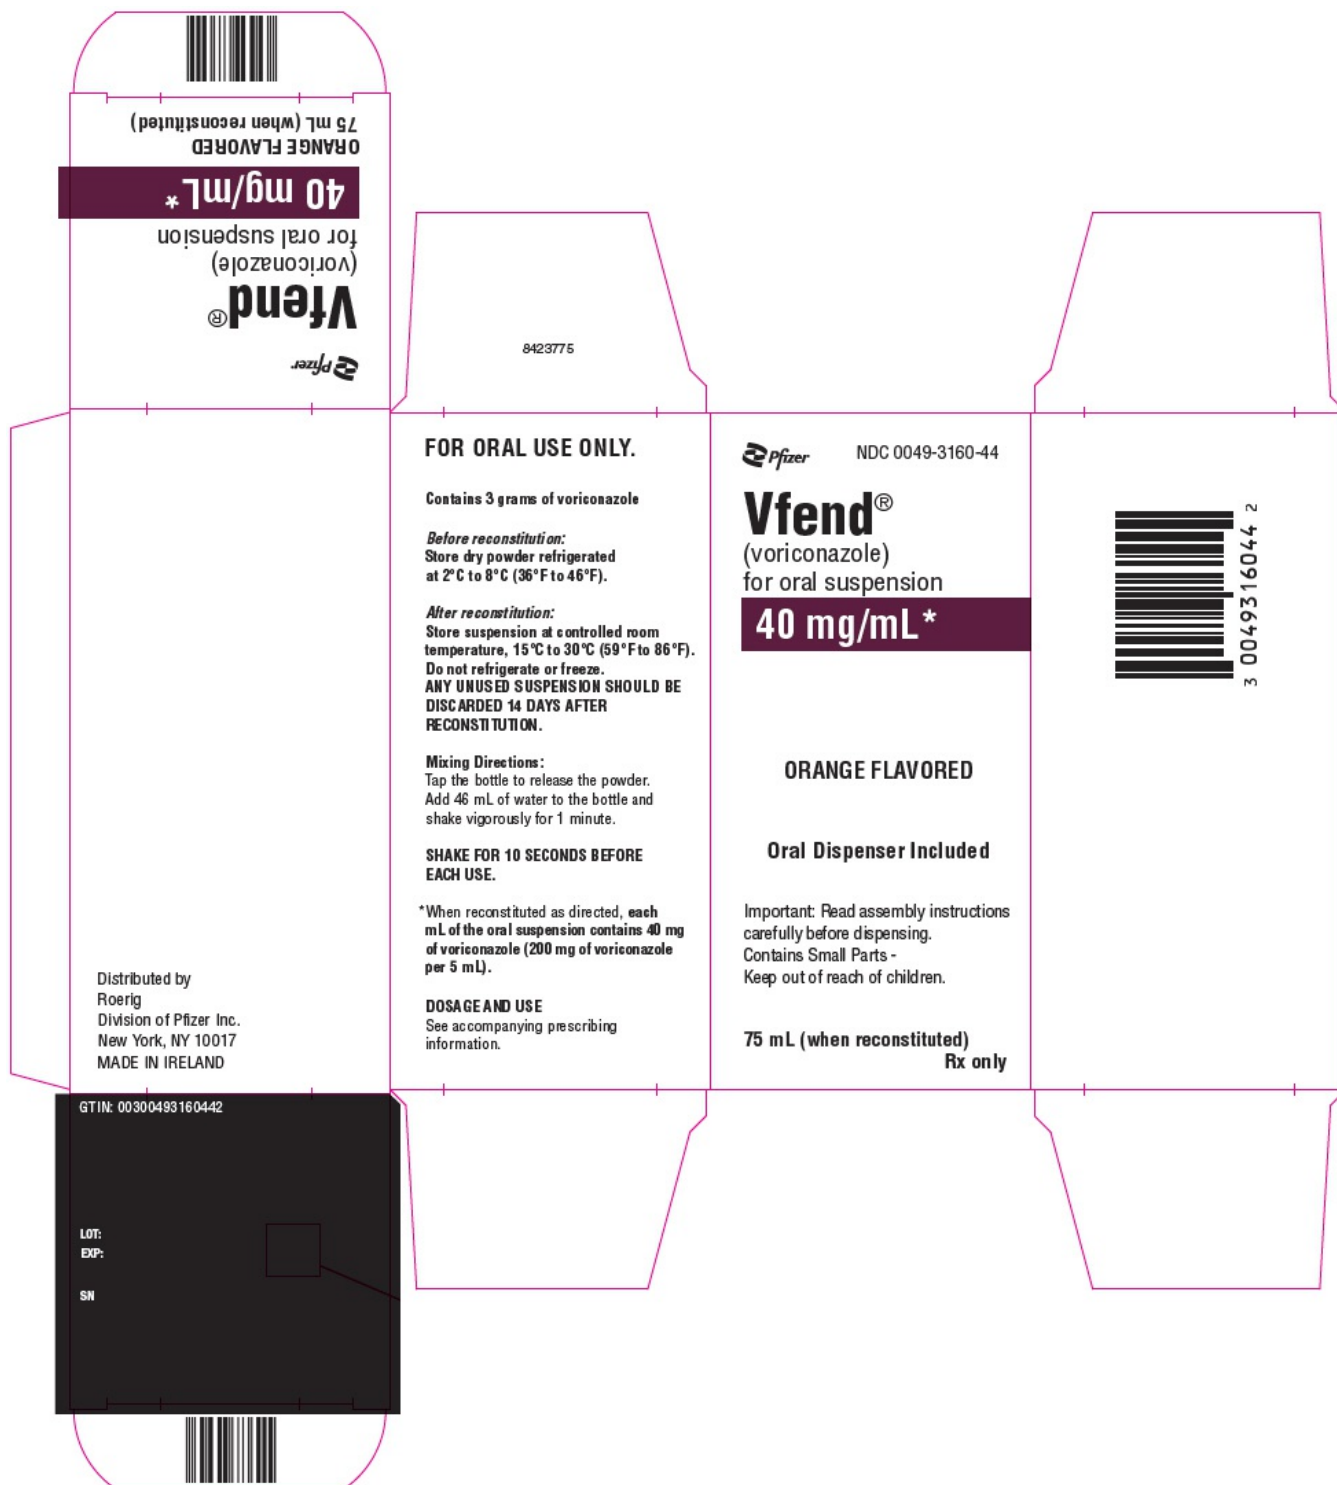 75 mL (when reconstituted)
ORANGE FLAVORED
40 mg/mL*
for oral suspension
(voriconazole)
Vfend®
Pfizer
8423775
FOR ORAL USE ONLY.
Contains 3 grams of voriconazole
Before reconstitution:
Store dry powder refrigerated
at 2°C to 8°C (36°F to 46°F).
After reconstitution:
Store suspension at controlled room
temperature, 15°C to 30°C (59°F to 86°F).
Do not refrigerate or freeze.
ANY UNUSED SUSPENSION SHOULD BE
DISCARDED 14 DAYS AFTER
RECONSTITUTION.
Mixing Directions:
Tap the bottle to release the powder.
Add 46 mL of water to the bottle and
shake vigorously for 1 minute.
SHAKE FOR 10 SECONDS BEFORE
EACH USE.
*When reconstituted as directed, each
mL of the oral suspension contains 40 mg
of voriconazole (200 mg of voriconazole
per 5 mL).
DOSAGE AND USE
See accompanying prescribing
information.
Pfizer NDC 0049-3160-44
Vfend®
(voriconazole)
for oral suspension
40 mg/mL*
ORANGE FLAVORED
Oral Dispenser Included
Important: Read assembly instructions
carefully before dispensing.
Contains Small Parts -
Keep out of reach of children.
75 mL (when reconstituted)
Rx only
3 0049316044 2
Distributed by
Roerig
Division of Pfizer Inc.
New York, NY 10017
MADE IN IRELAND
GTIN: 00300493160442
LOT:
EXP:
SN